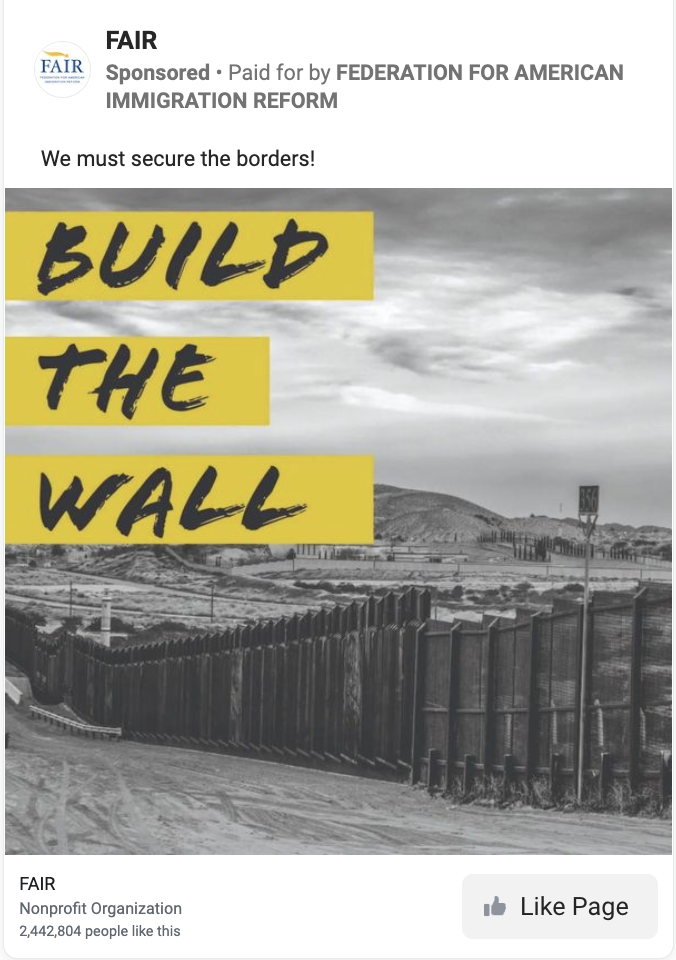 FAIR
FAIR
FEDERATION FOR AMERICAN
IMMIGRATION REFORM
Sponsored • Paid for by FEDERATION FOR AMERICAN
IMMIGRATION REFORM
We must secure the borders!
BUILD
THE
WALL
FAIR
Nonprofit Organization
2,442,804 people like this
Like Page